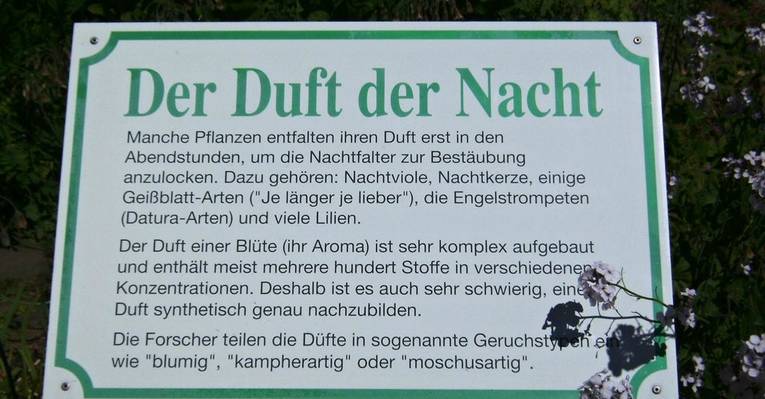 Der Duft der Nacht
Manche Pflanzen entfalten ihren Duft erst in den
Abendstunden, um die Nachtfalter zur Bestäubung
anzulocken. Dazu gehören: Nachtviole, Nachtkerze, einige
Geißblatt-Arten ("Je länger je lieber"), die Engelstrompeten
(Datura-Arten) und viele Lilien.
Der Duft einer Blüte (ihr Aroma) ist sehr komplex aufgebaut
und enthält meist mehrere hundert Stoffe in verschiedenen
Konzentrationen. Deshalb ist es auch sehr schwierig, eine
Duft synthetisch genau nachzubilden.
Die Forscher teilen die Düfte in sogenannte Geruchstypen ein
wie "blumig", "kampherartig" oder "moschusartig".